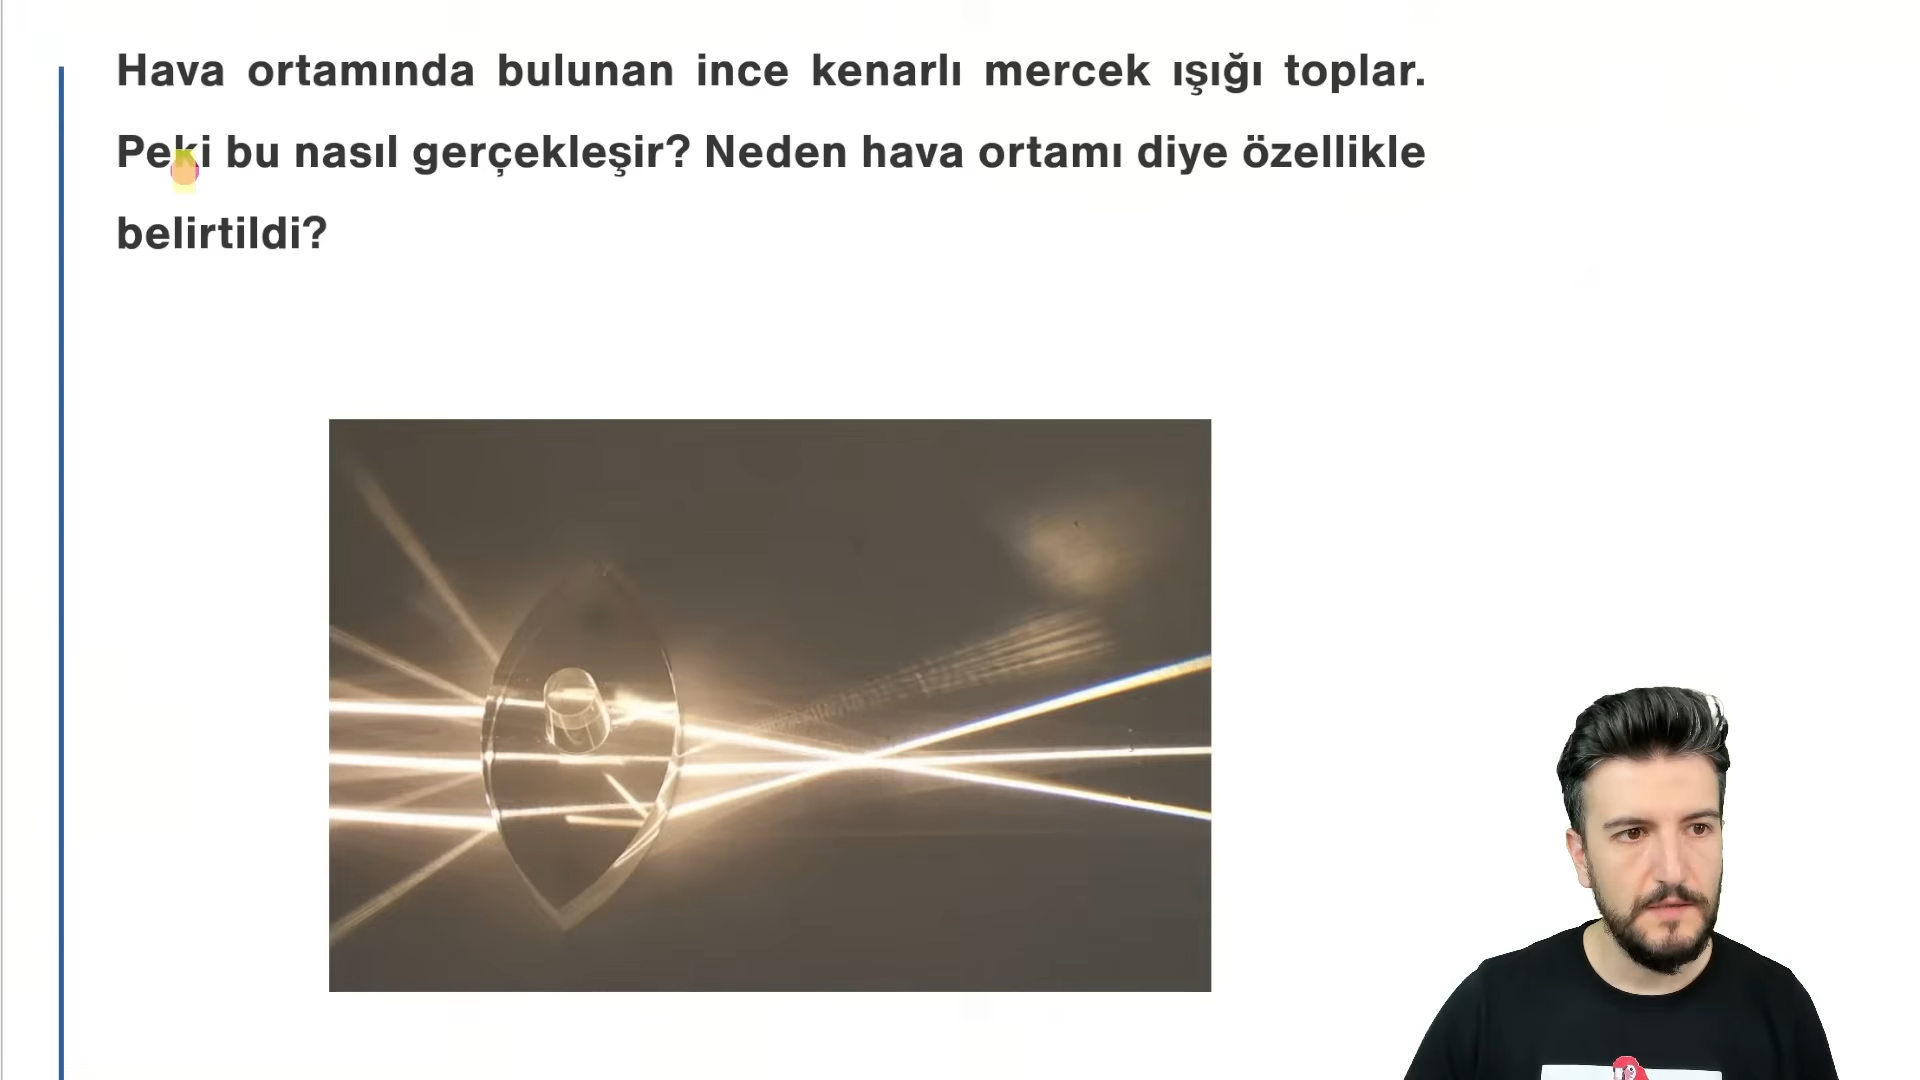 Hava ortamında bulunan ince kenarlı mercek ışığı toplar.
Peki bu nasıl gerçekleşir? Neden hava ortamı diye özellikle
belirtildi?